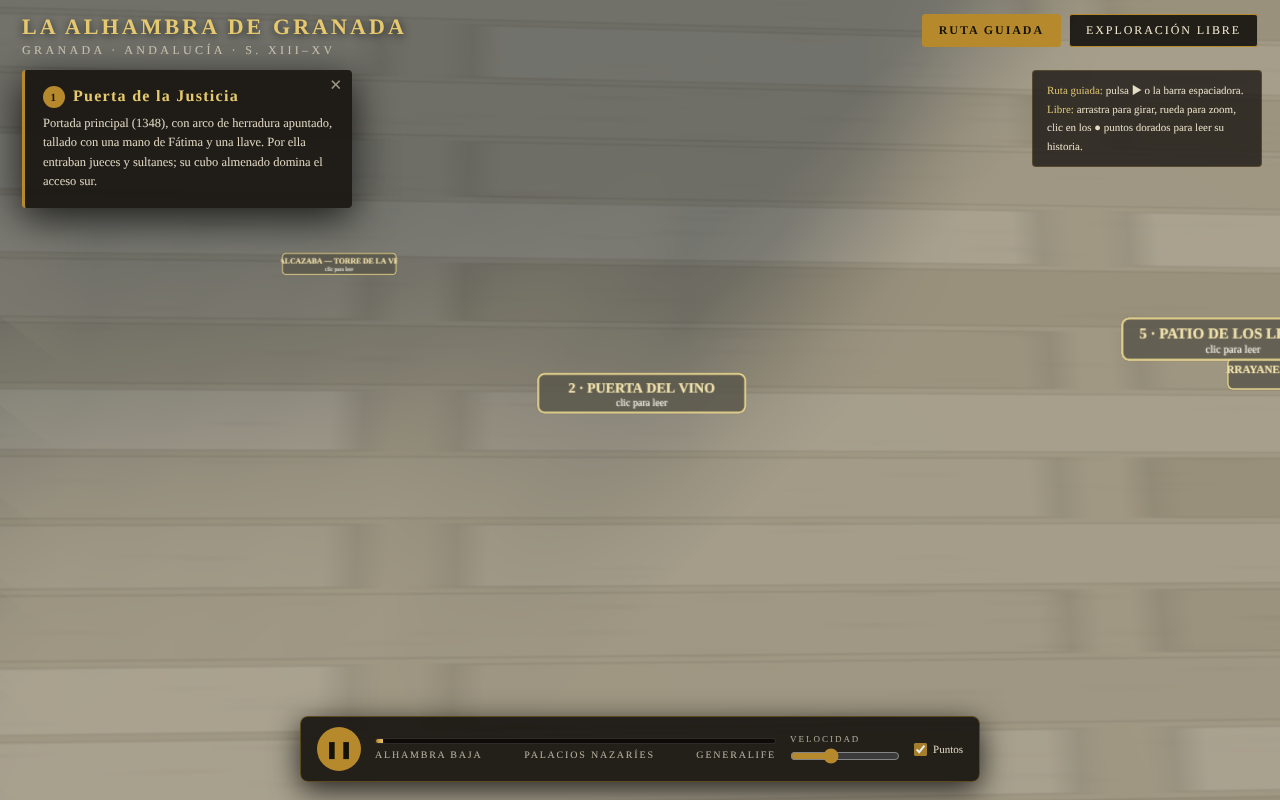 LA ALHAMBRA DE GRANADA
GRANADA · ANDALUCÍA · S. XIII–XV
RUTA GUIADA
EXPLORACIÓN LIBRE
1 Puerta de la Justicia
✕
Portada principal (1348), con arco de herradura apuntado,
tallado con una mano de Fátima y una llave. Por ella
entraban jueces y sultanes; su cubo almenado domina el
acceso sur.
Ruta guiada: pulsa ▶ o la barra espaciadora.
Libre: arrastra para girar, rueda para zoom,
clic en los ● puntos dorados para leer su
historia.
ALCAZABA — TORRE DE LA VE
clic para leer
5 · PATIO DE LOS LE
clic para leer
RRAYANE
2 · PUERTA DEL VINO
clic para leer
ALHAMBRA BAJA
PALACIOS NAZARÍES
GENERALIFE
VELOCIDAD
Puntos